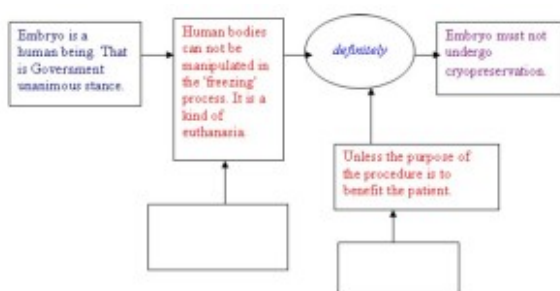 Embryo is a
human being. That
is Government
unanimous stance.
Human bodies
can not be
manipulated in
the 'freezing'
process. It is a
kind of
euthanasia
definitely
Embryo must not
undergo
cryopreservation.
Unless the purpose of
the procedure is to
benefit the patient.